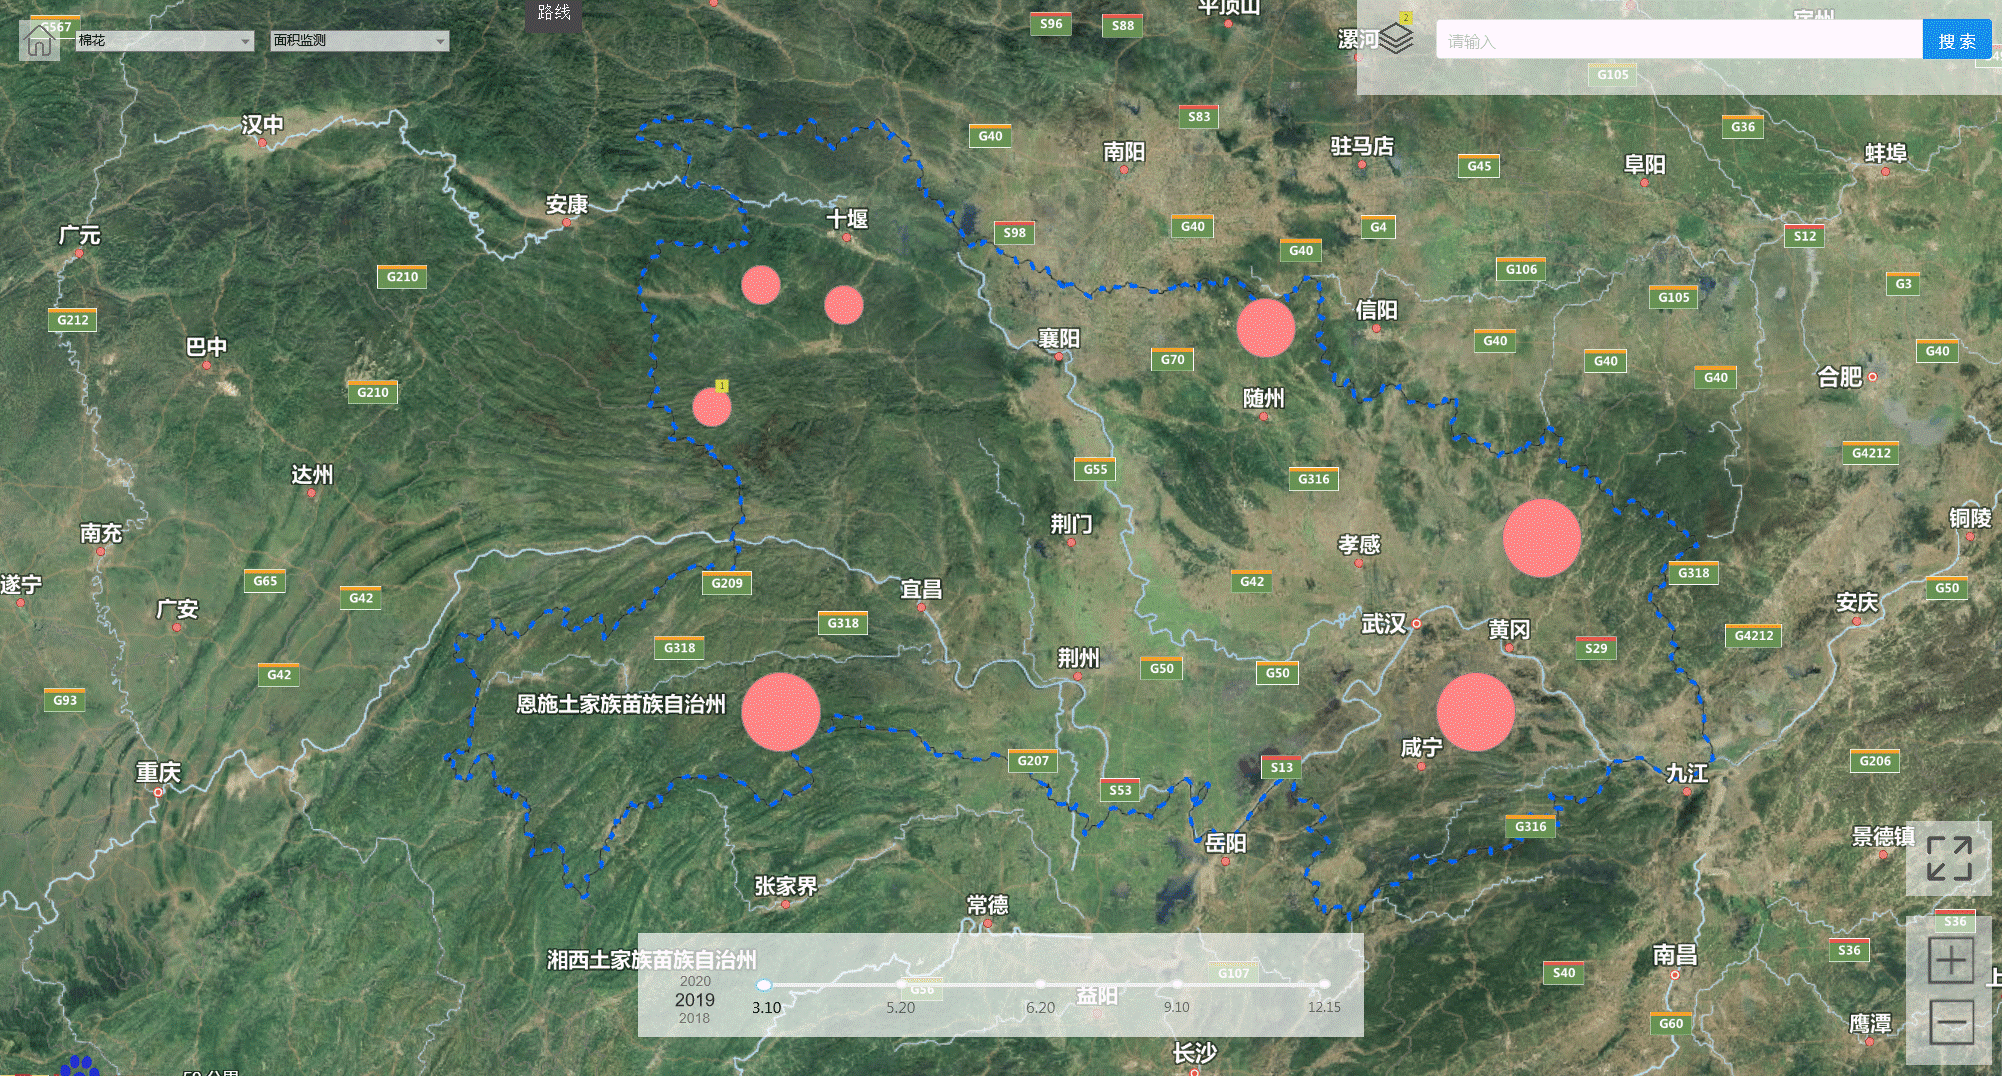 路线
平顶山
宿州
G567
棉花
面积监测
S96
S88
漯河
2
请输入
搜 索
G105
汉中
G40
S83
南阳
驻马店
G45
G36
阜阳
蚌埠
安康
十堰
广元
S98
G40
G4
G40
S12
G210
G106
G105
G3
G212
信阳
巴中
襄阳
G70
G40
G40
G40
G40
合肥
G210
1
随州
G4212
达州
G55
G316
南充
荆门
孝感
铜陵
遂宁
G65
G42
G209
宜昌
G42
G318
G50
广安
G318
G318
武汉
黄冈
安庆
S29
G4212
荆州
G50
G50
G42
G93
恩施土家族苗族自治州
咸宁
重庆
G207
S13
九江
G206
S53
G316
岳阳
景德镇
张家界
常德
S36
湘西土家族苗族自治州
G107
S40
南昌
S36
2020
2019
2018
G56
益阳
3.10
5.20
6.20
9.10
12.15
G60
鹰潭
长沙
50 公里